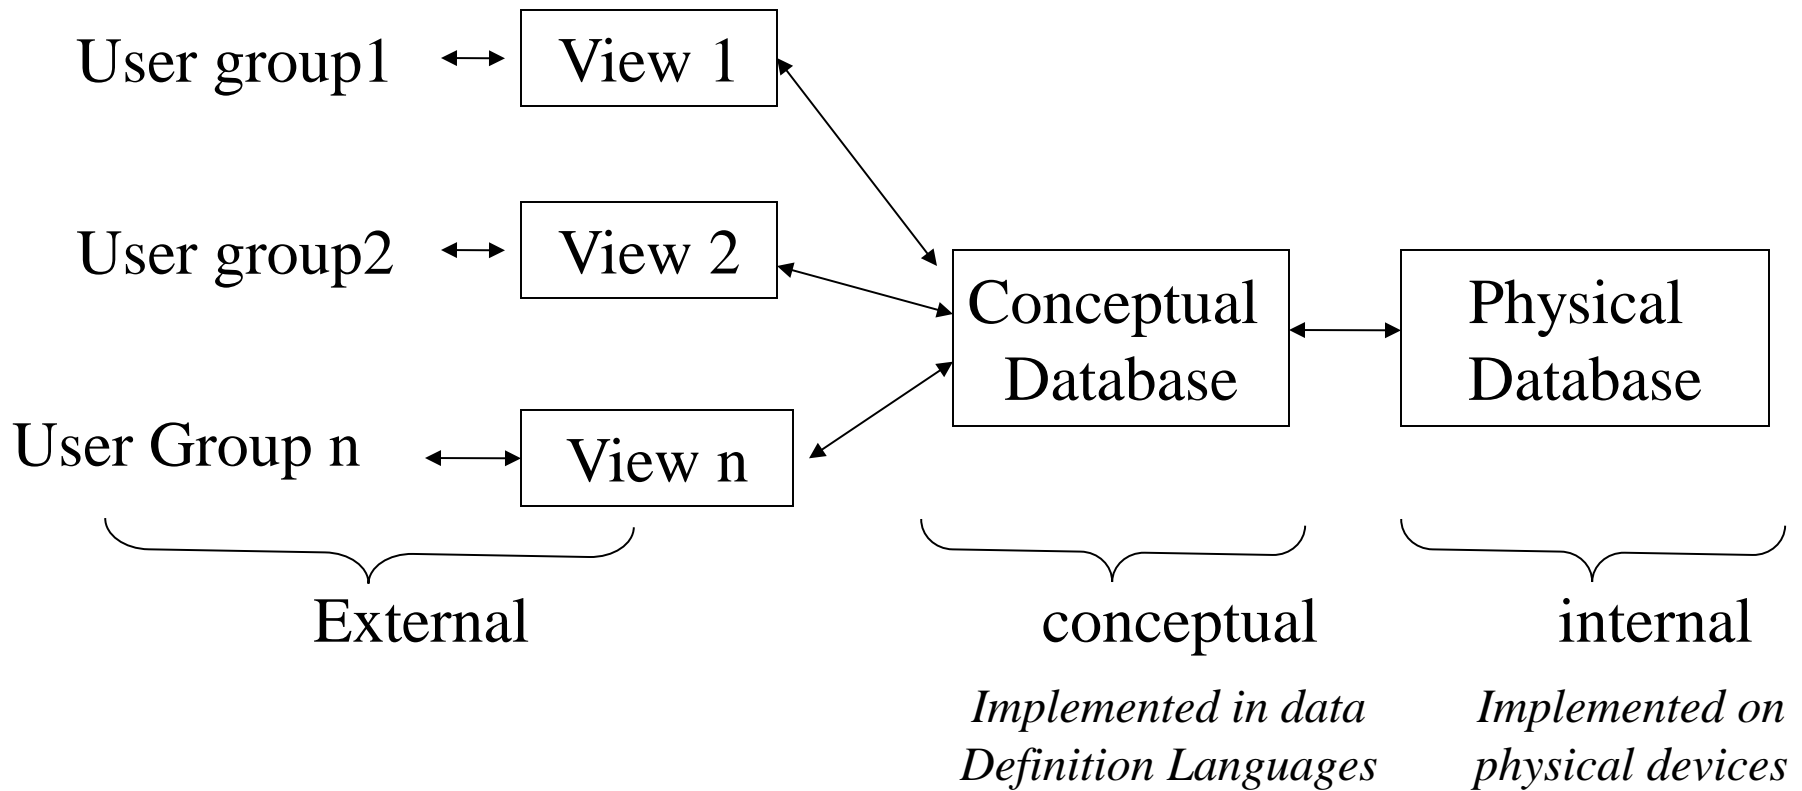 User group1
View 1
User group2
View 2
Conceptual
Database
Physical
Database
User Group n
View n
External
conceptual
internal
Implemented in data
Definition Languages
Implemented on
physical devices